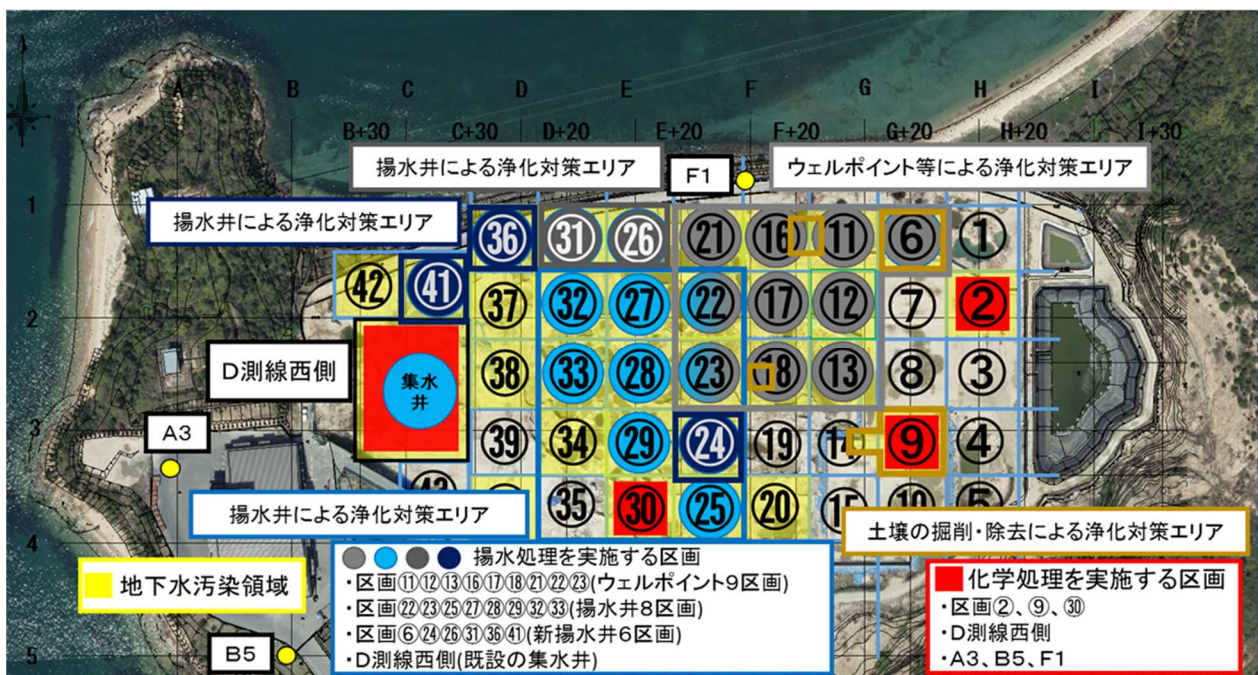 A B C D E F G H I
B+30 C+30 D+20 E+20 F+20 G+20 H+20 I+30
揚水井による浄化対策エリア
F1
ウェルポイント等による浄化対策エリア
1
揚水井による浄化対策エリア
㊱ ㉛ ㉖ ㉑ ⑯ ⑪ ⑥ ①
㊷ ㊶ ㊲ ㉜ ㉗ ㉒ ⑰ ⑫ ⑦ ②
2
D測線西側
集水
井
㊳ ㉝ ㉘ ㉓ ⑱ ⑬ ⑧ ③
3
A3
㊴ ㉞ ㉙ ㉔ ⑲ ⑨ ④
揚水井による浄化対策エリア
㉟ ㉚ ㉕ ⑳
土壌の掘削・除去による浄化対策エリア
4
地下水汚染領域
揚水処理を実施する区画
・区画⑪⑫⑬⑯⑰⑱㉑㉒㉓(ウェルポイント9区画)
・区画㉒㉓㉕㉗㉘㉙㉜㉝(揚水井8区画)
・区画⑥㉔㉖㉛㊱㊶(新揚水井6区画)
・D測線西側(既設の集水井)
化学処理を実施する区画
・区画②、⑨、㉚
・D測線西側
・A3、B5、F1
5
B5